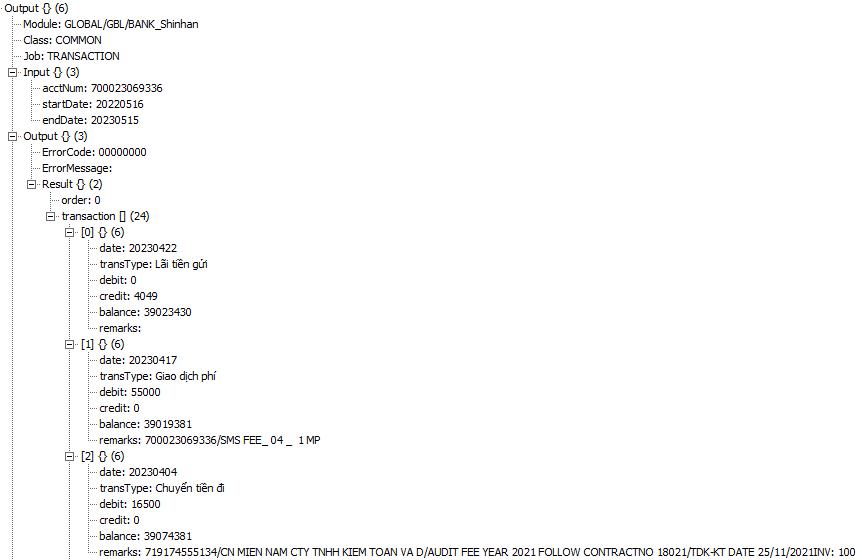 Output {} (6)
Module: GLOBAL/GBL/BANK_Shinhan
Class: COMMON
Job: TRANSACTION
Input {} (3)
acctNum: 700023069336
startDate: 20220516
endDate: 20230515
Output {} (3)
ErrorCode: 00000000
ErrorMessage:
Result {} (2)
order: 0
transaction [] (24)
[0] {} (6)
date: 20230422
transType: Lãi tiền gửi
debit: 0
credit: 4049
balance: 39023430
remarks:
[1] {} (6)
date: 20230417
transType: Giao dịch phí
debit: 55000
credit: 0
balance: 39019381
remarks: 700023069336/SMS FEE_ 04 _  1 MP
[2] {} (6)
date: 20230404
transType: Chuyển tiền đi
debit: 16500
credit: 0
balance: 39074381
remarks: 719174555134/CN MIEN NAM CTY TNHH KIEM TOAN VA D/AUDIT FEE YEAR 2021 FOLLOW CONTRACTNO 18021/TDK-KT DATE 25/11/2021INV: 100